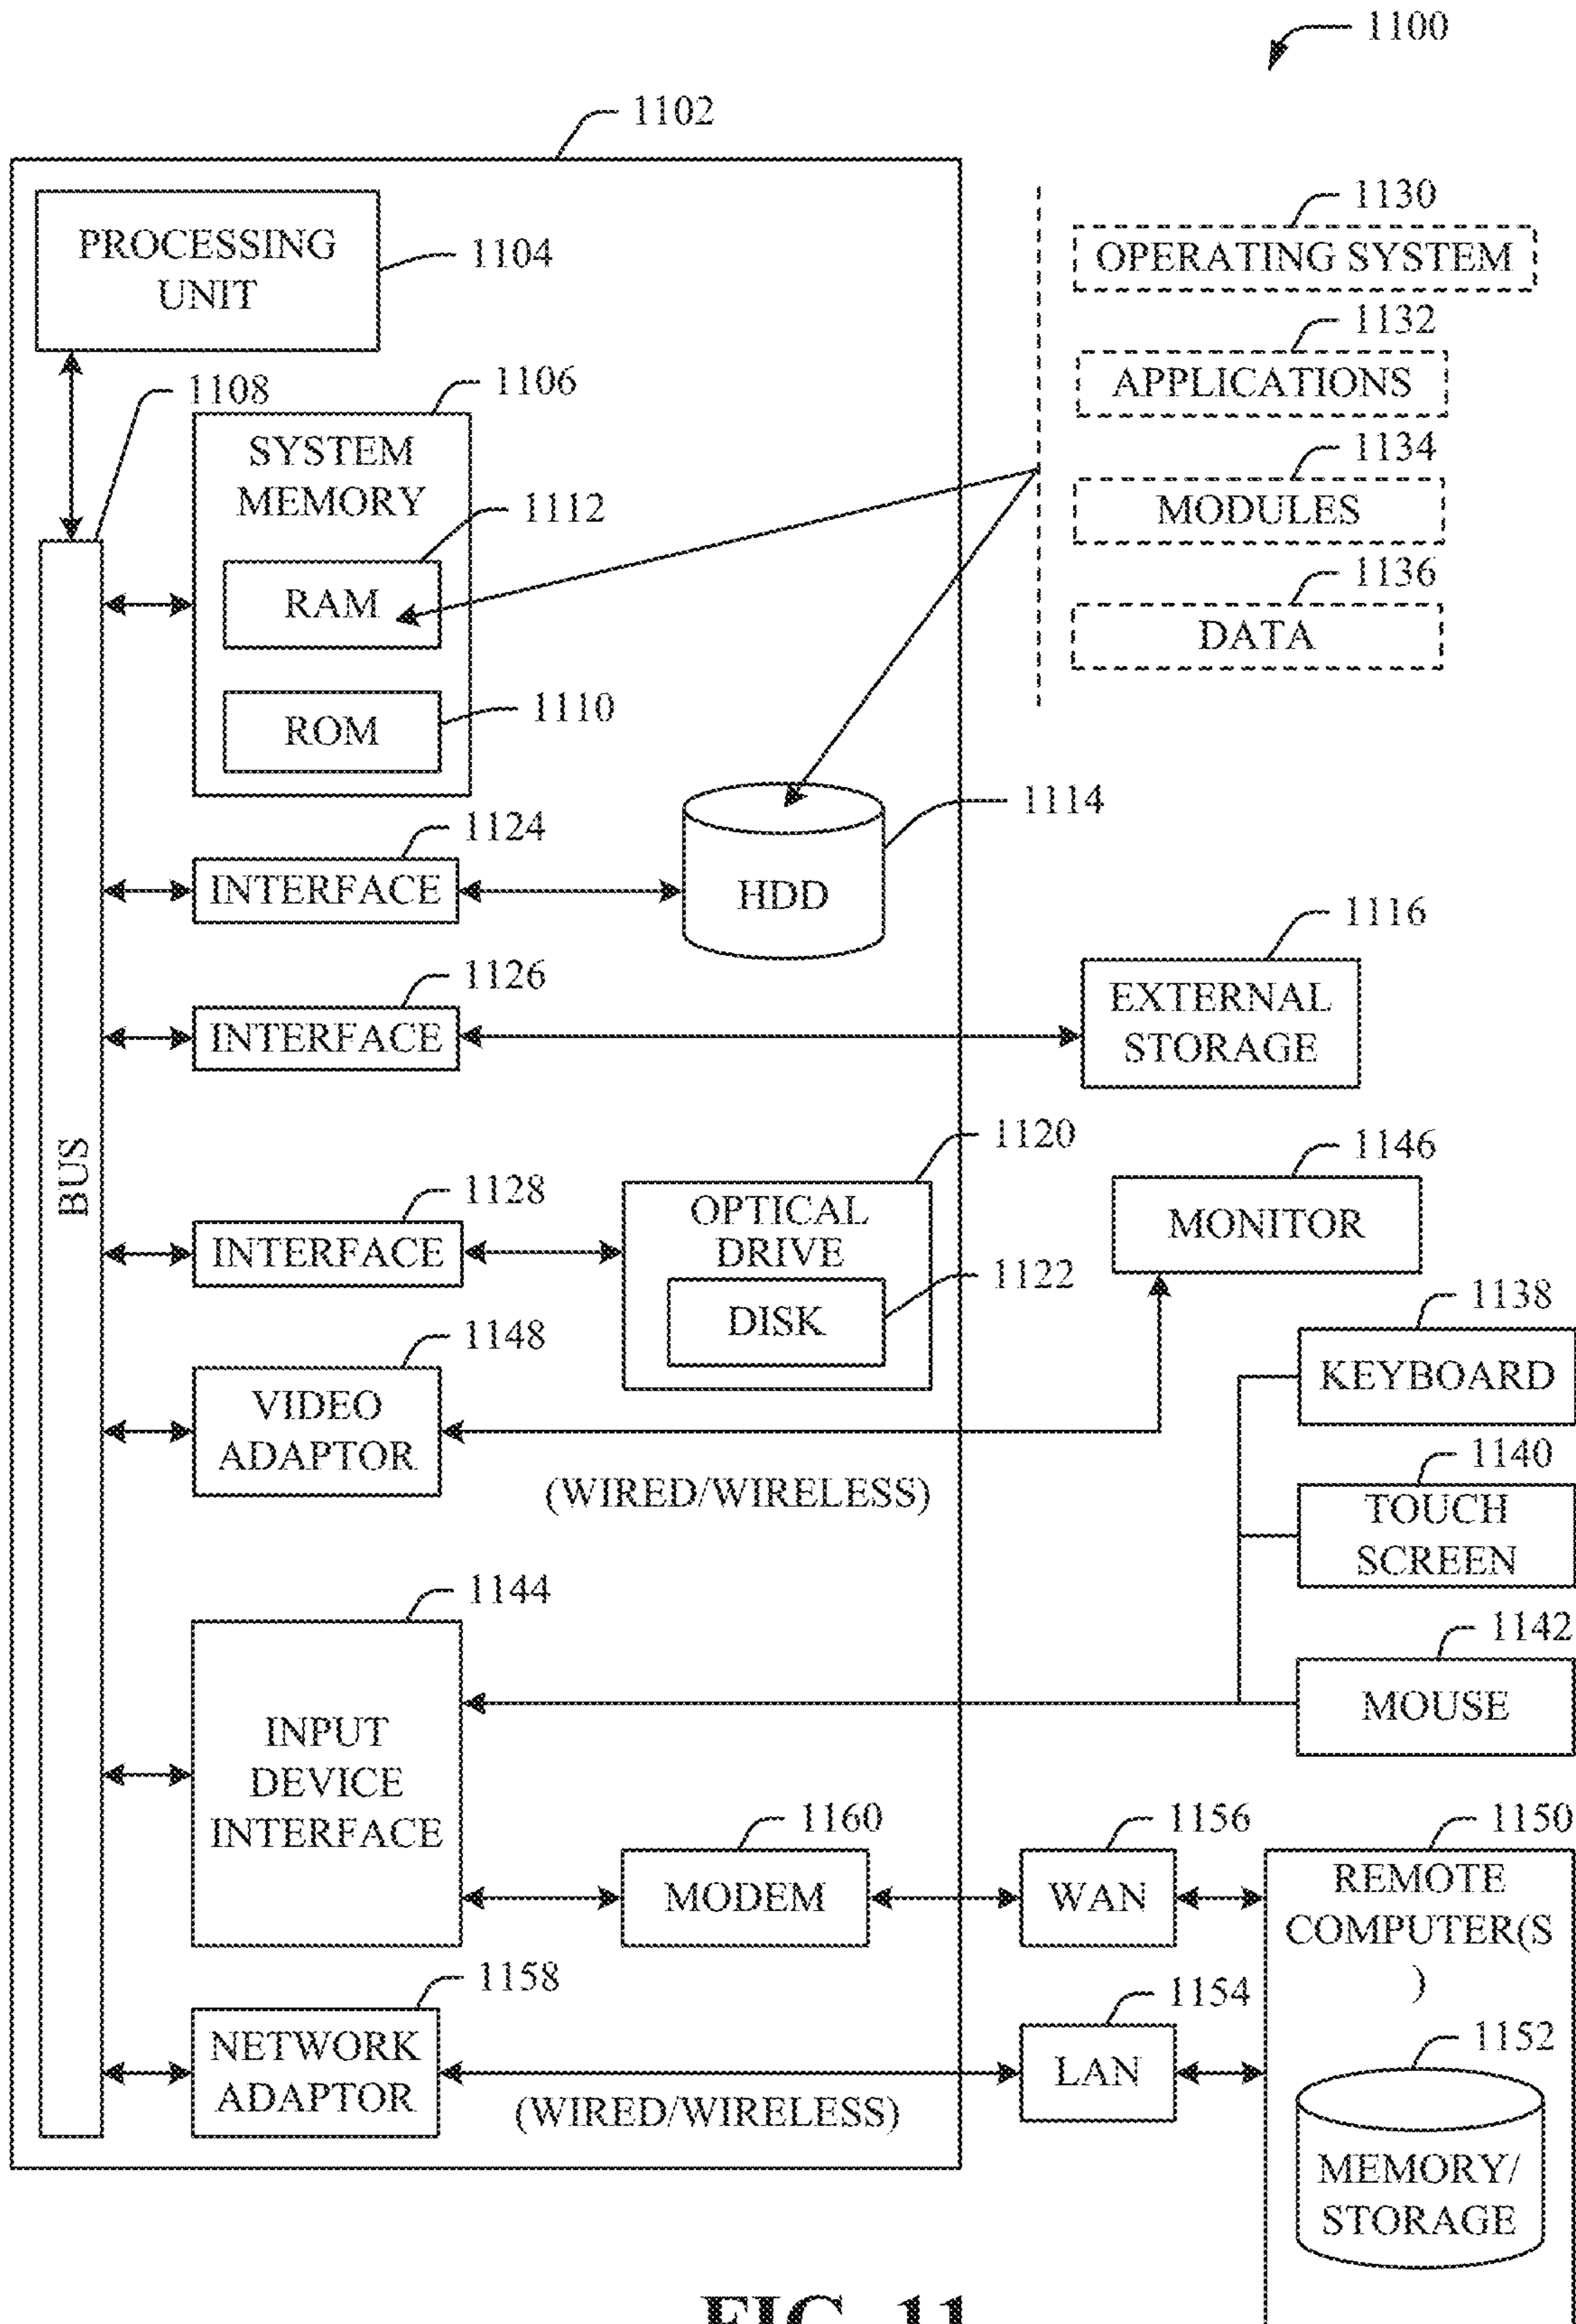 1100
1102
PROCESSING
UNIT
1104
1130
OPERATING SYSTEM
1132
APPLICATIONS
1134
MODULES
1136
DATA
1108
1106
SYSTEM
MEMORY
1112
RAM
1110
ROM
1124
INTERFACE
1114
HDD
1126
INTERFACE
1116
EXTERNAL
STORAGE
BUS
1128
INTERFACE
1120
OPTICAL
DRIVE
1122
DISK
1146
MONITOR
1148
VIDEO
ADAPTOR
(WIRED/WIRELESS)
1138
KEYBOARD
1140
TOUCH
SCREEN
1142
MOUSE
1144
INPUT
DEVICE
INTERFACE
1160
MODEM
1156
WAN
1150
REMOTE
COMPUTER(S
)
1158
NETWORK
ADAPTOR
(WIRED/WIRELESS)
1154
LAN
1152
MEMORY/
STORAGE
FIG. 11